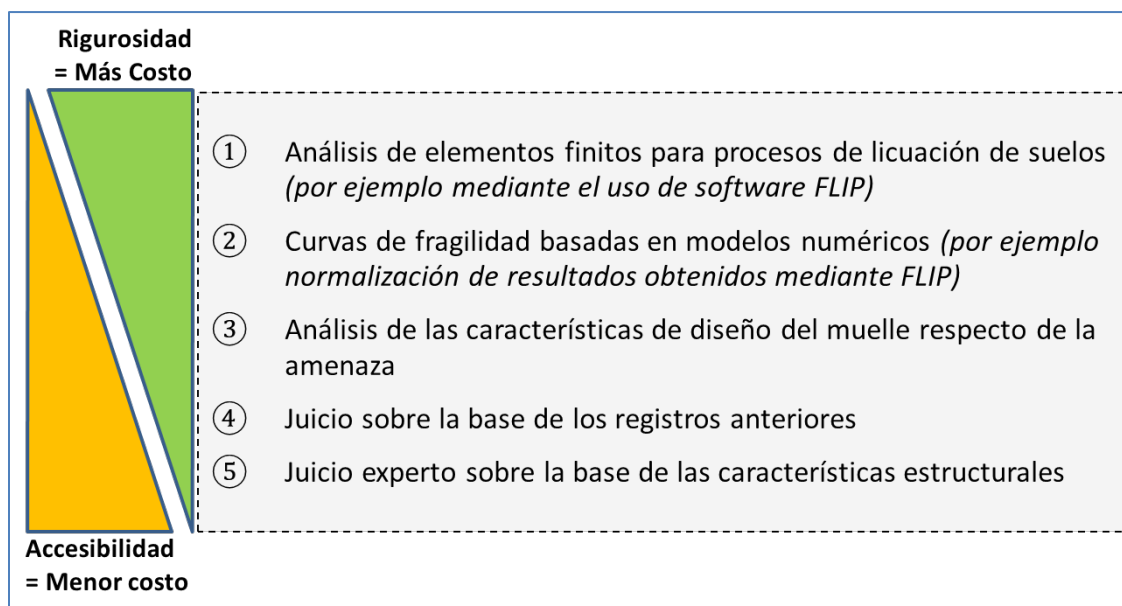 Rigurosidad
= Más Costo
① Análisis de elementos finitos para procesos de licuación de suelos
(por ejemplo mediante el uso de software FLIP)
② Curvas de fragilidad basadas en modelos numéricos (por ejemplo
normalización de resultados obtenidos mediante FLIP)
③ Análisis de las características de diseño del muelle respecto de la
amenaza
④ Juicio sobre la base de los registros anteriores
⑤ Juicio experto sobre la base de las características estructurales
Accesibilidad
= Menor costo